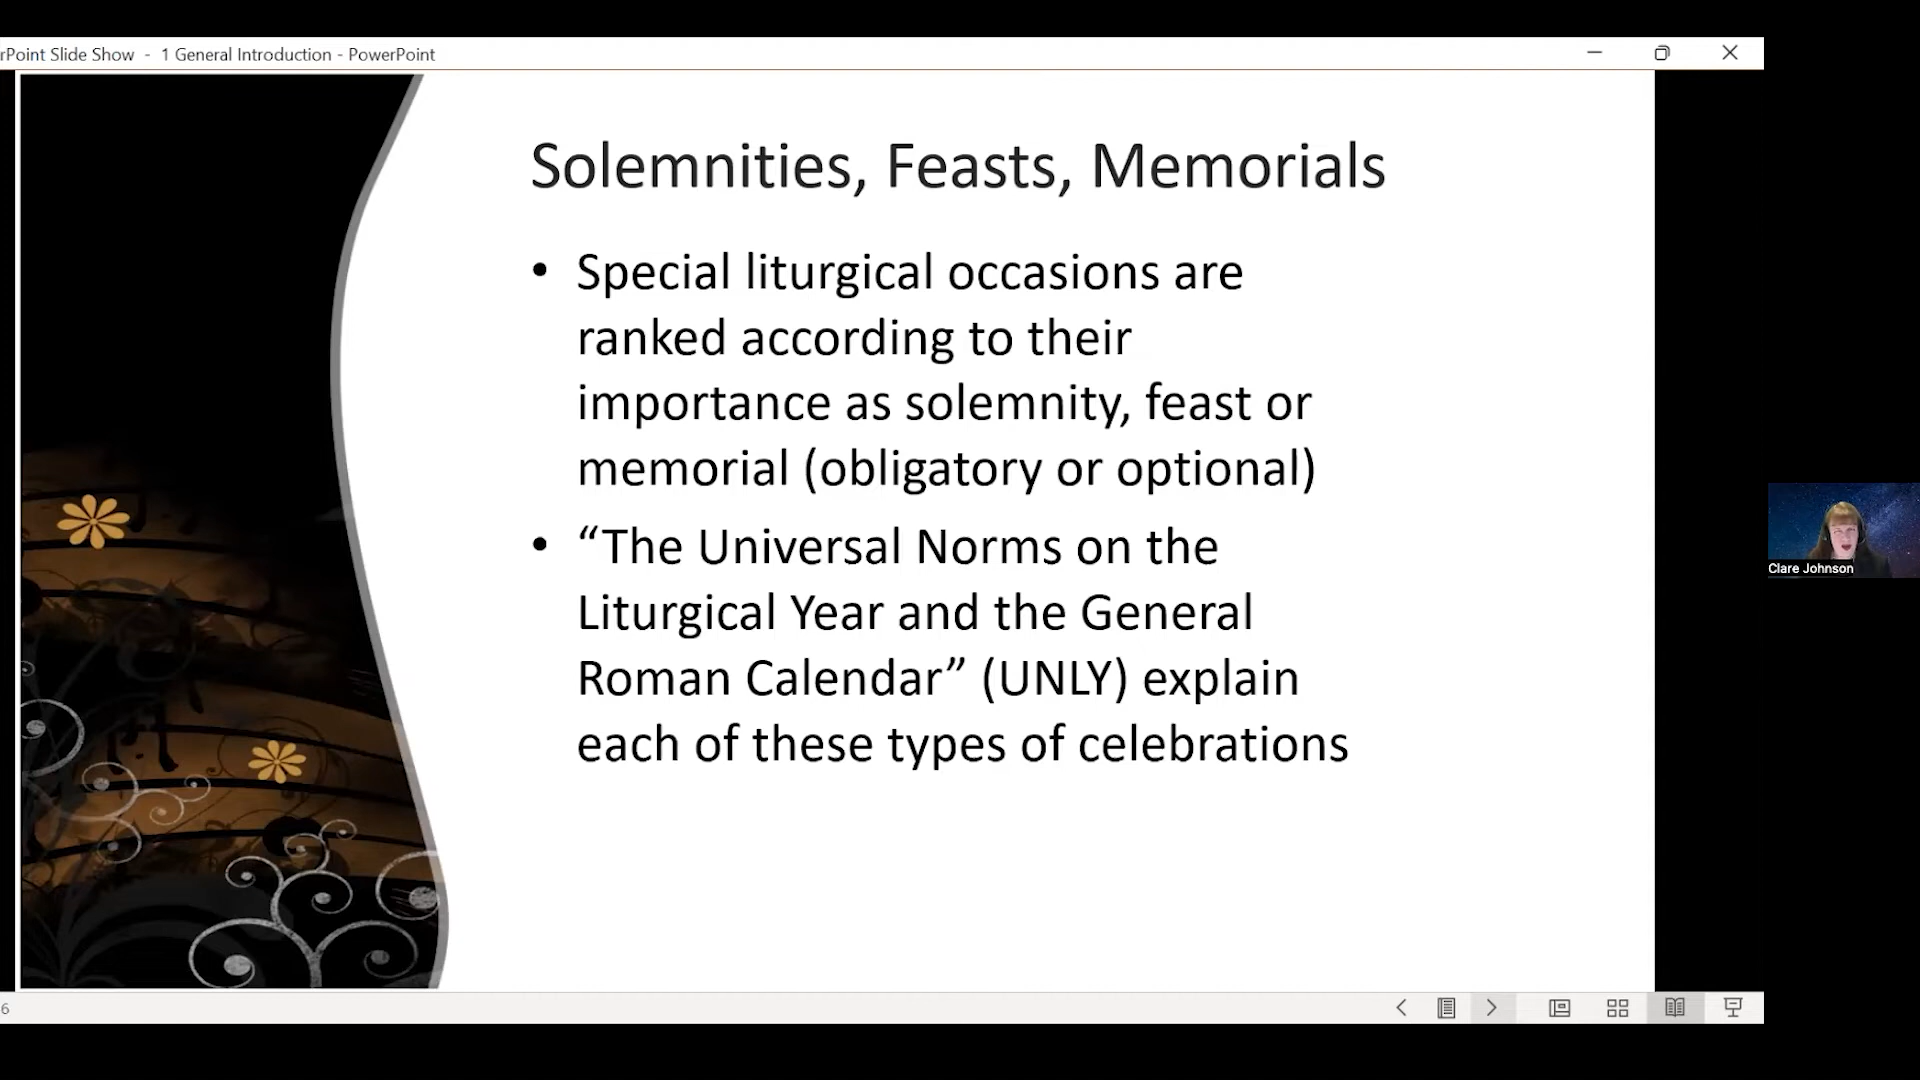 rPoint Slide Show - 1 General Introduction - PowerPoint
Solemnities, Feasts, Memorials
• Special liturgical occasions are
ranked according to their
importance as solemnity, feast or
memorial (obligatory or optional)
• “The Universal Norms on the
Liturgical Year and the General
Roman Calendar” (UNLY) explain
each of these types of celebrations
Clare Johnson
6